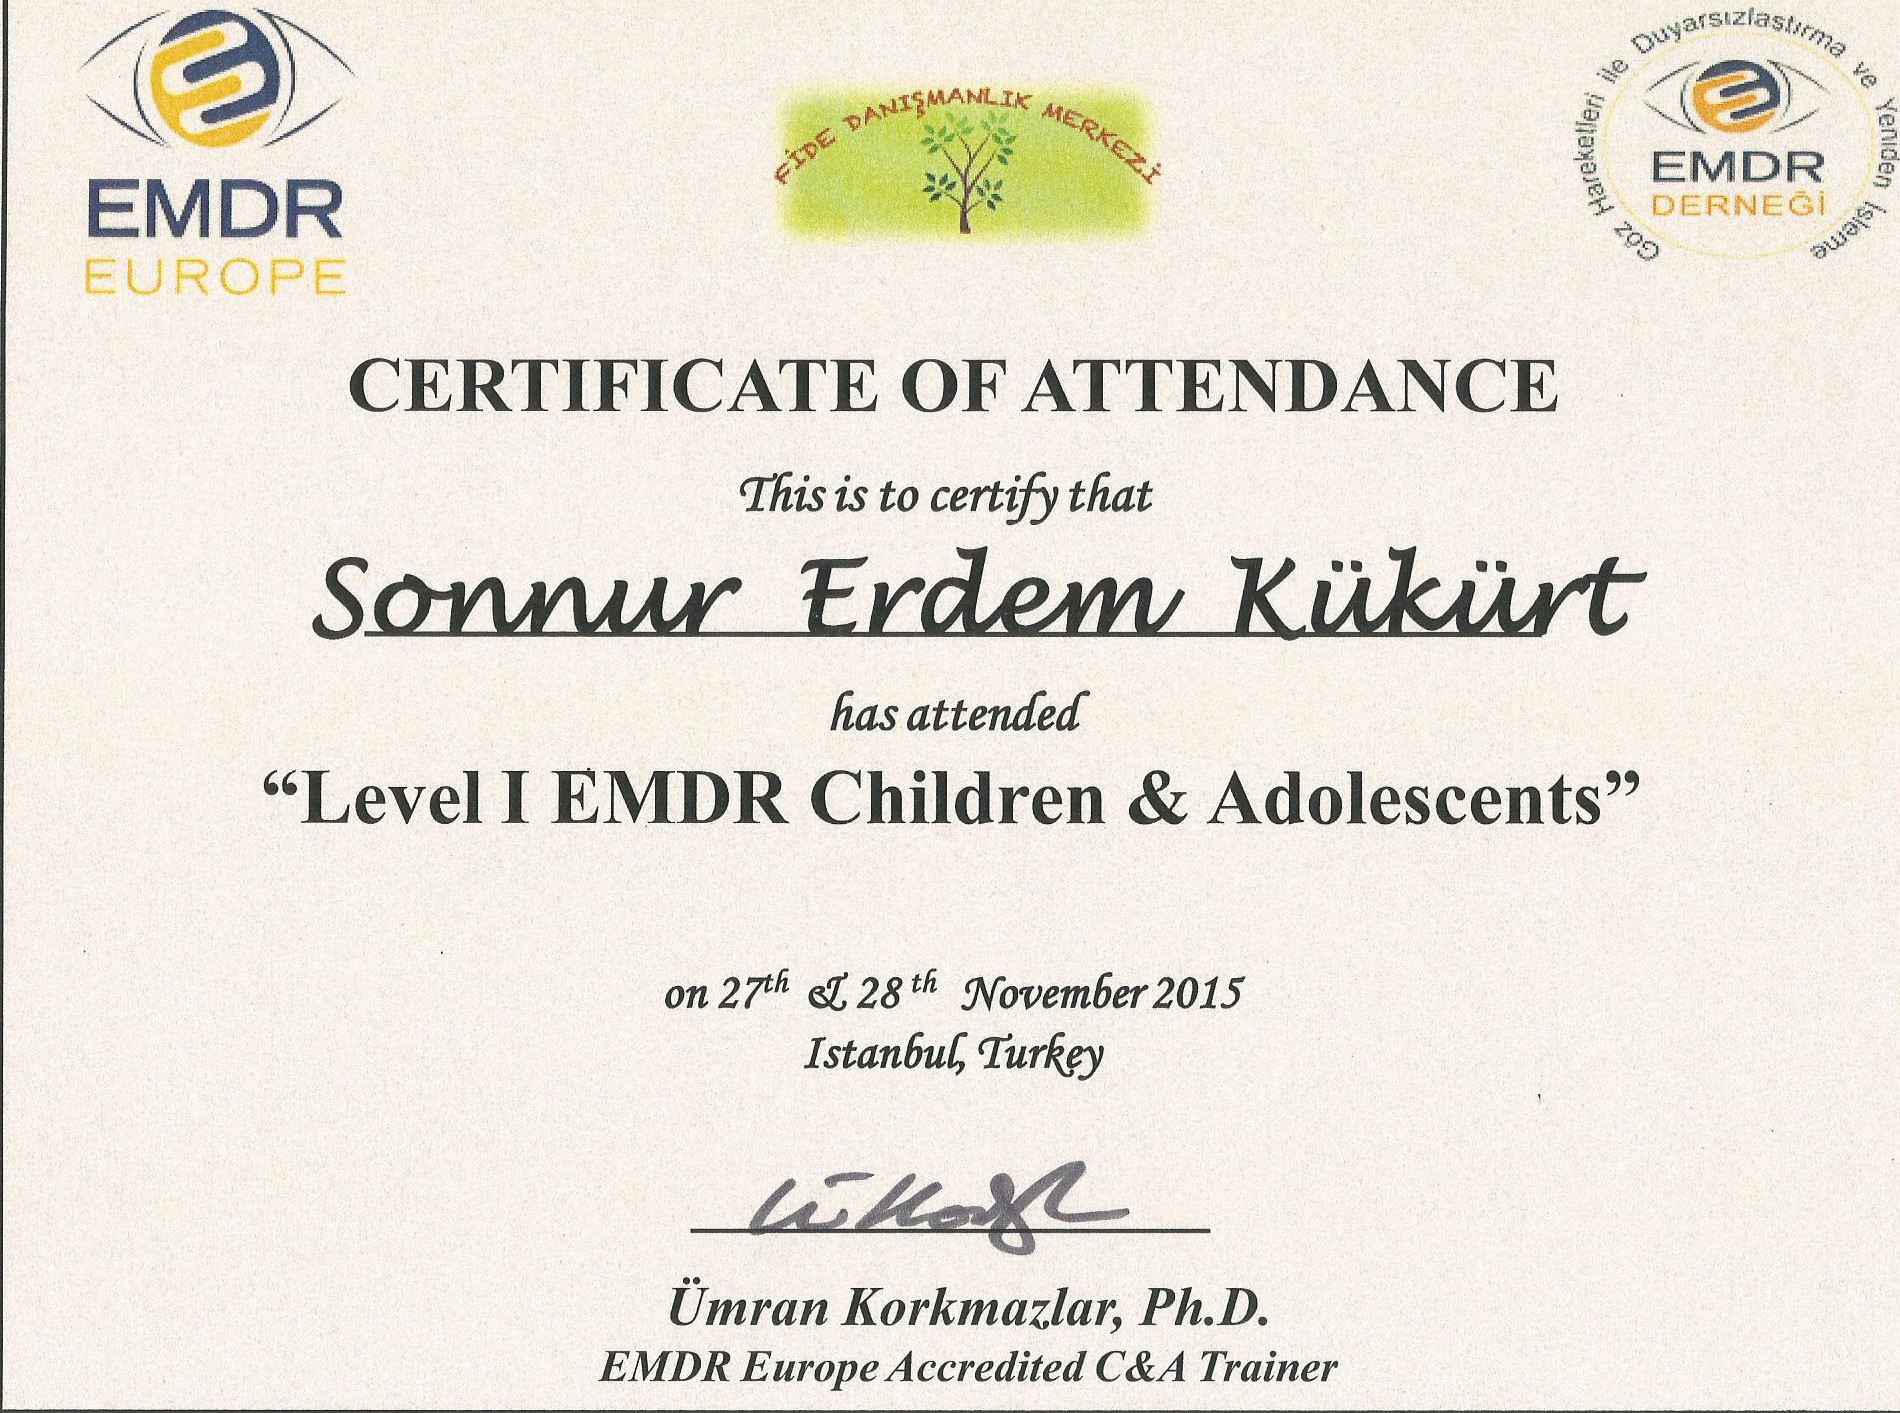 EMDR
EUROPE
FİDE DANIŞMANLIK MERKEZİ
Göz Hareketleri ile Duyarsızlaştırma ve Yeniden İşleme
EMDR
DERNEĞİ
CERTIFICATE OF ATTENDANCE
This is to certify that
Sonnur Erdem Kükürt
has attended
“Level I EMDR Children & Adolescents”
on 27th & 28th November 2015
Istanbul, Turkey
Ümran Korkmazlar, Ph.D.
EMDR Europe Accredited C&A Trainer